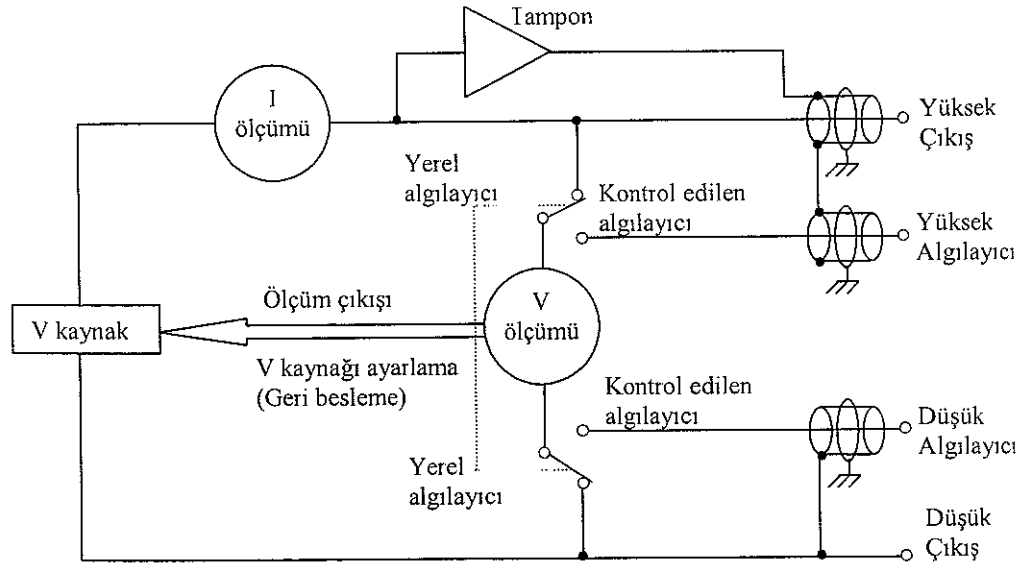 Tampon
I
ölçümü
Yüksek
Çıkış
Yerel
algılayıcı
Kontrol edilen
algılayıcı
Yüksek
Algılayıcı
V kaynak
Ölçüm çıkışı
V
ölçümü
V kaynağı ayarlama
(Geri besleme)
Kontrol edilen
algılayıcı
Düşük
Algılayıcı
Yerel
algılayıcı
Düşük
Çıkış